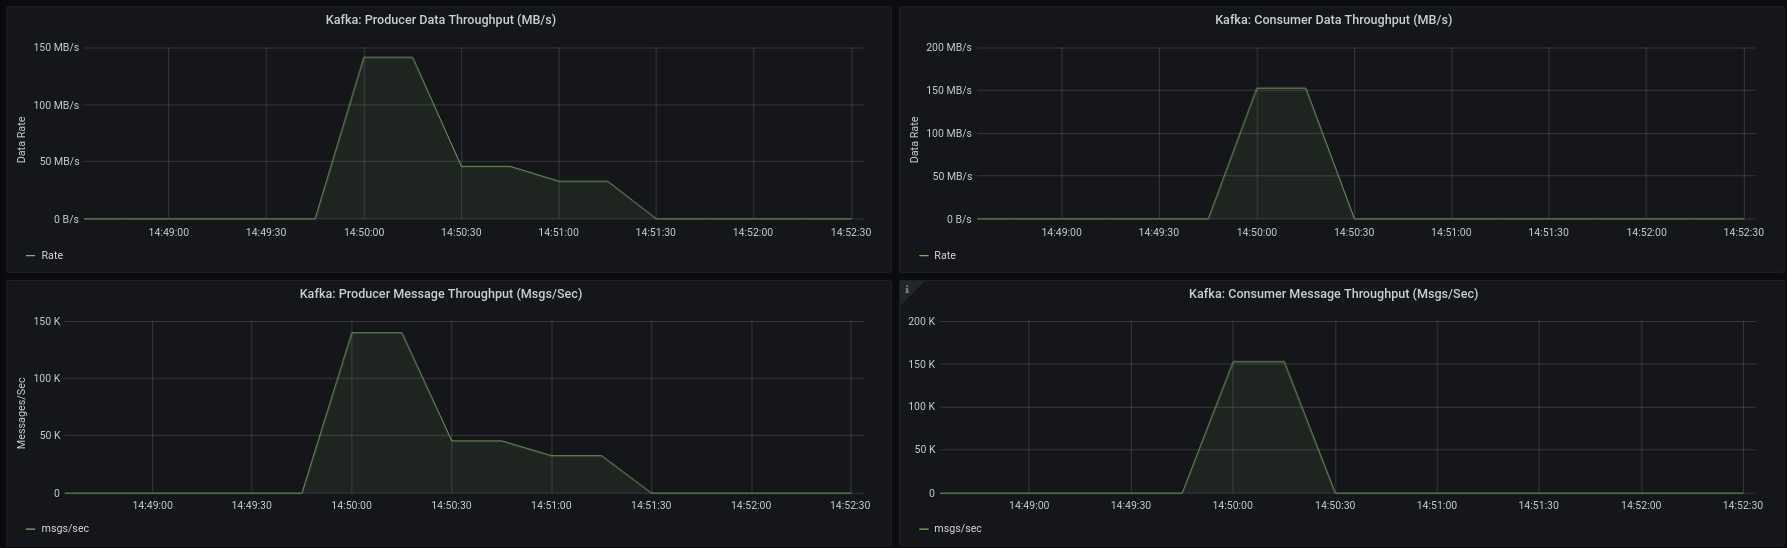 Kafka: Producer Data Throughput (MB/s)
150 MB/s
100 MB/s
50 MB/s
0 B/s
Data Rate
14:49:00 14:49:30 14:50:00 14:50:30 14:51:00 14:51:30 14:52:00 14:52:30
Rate
Kafka: Consumer Data Throughput (MB/s)
200 MB/s
150 MB/s
100 MB/s
50 MB/s
0 B/s
Data Rate
14:49:00 14:49:30 14:50:00 14:50:30 14:51:00 14:51:30 14:52:00 14:52:30
Rate
Kafka: Producer Message Throughput (Msgs/Sec)
150 K
100 K
50 K
0
Messages/Sec
14:49:00 14:49:30 14:50:00 14:50:30 14:51:00 14:51:30 14:52:00 14:52:30
msgs/sec
i
Kafka: Consumer Message Throughput (Msgs/Sec)
200 K
150 K
100 K
50 K
0
14:49:00 14:49:30 14:50:00 14:50:30 14:51:00 14:51:30 14:52:00 14:52:30
msgs/sec